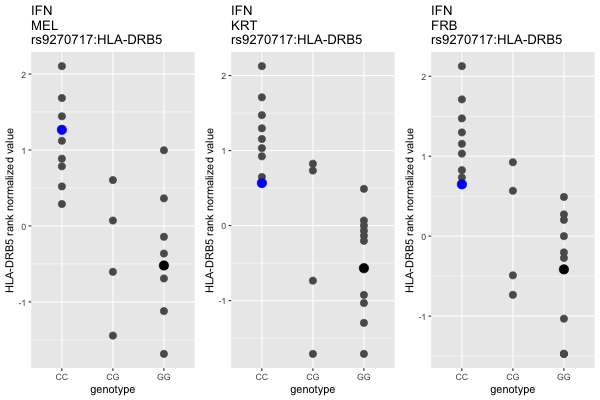 IFN
MEL
rs9270717:HLA-DRB5
HLA-DRB5 rank normalized value
2
1
0
-1
CC CG GG
genotype
IFN
KRT
rs9270717:HLA-DRB5
HLA-DRB5 rank normalized value
2
1
0
-1
CC CG GG
genotype
IFN
FRB
rs9270717:HLA-DRB5
HLA-DRB5 rank normalized value
2
1
0
-1
CC CG GG
genotype